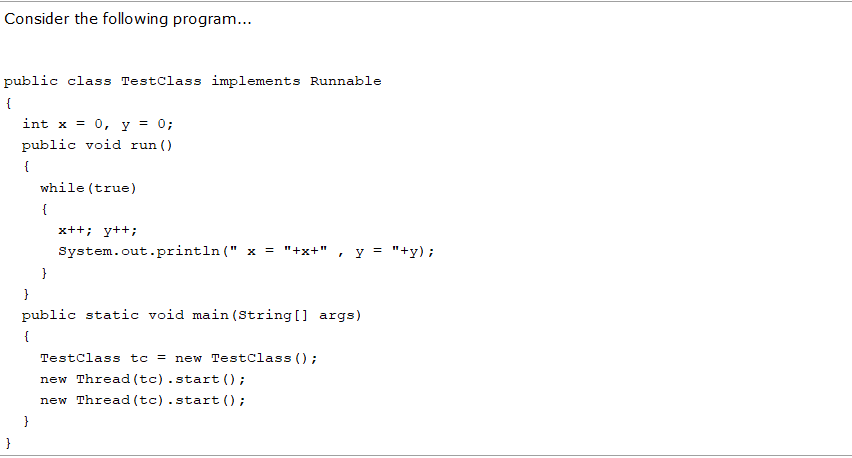 Consider the following program...
public class TestClass implements Runnable
{
int x = 0, y = 0;
public void run()
{
while(true)
{
x++; y++;
System.out.println(" x = "+x+" , y = "+y);
}
}
public static void main(String[] args)
{
TestClass tc = new TestClass();
new Thread(tc).start();
new Thread(tc).start();
}
}